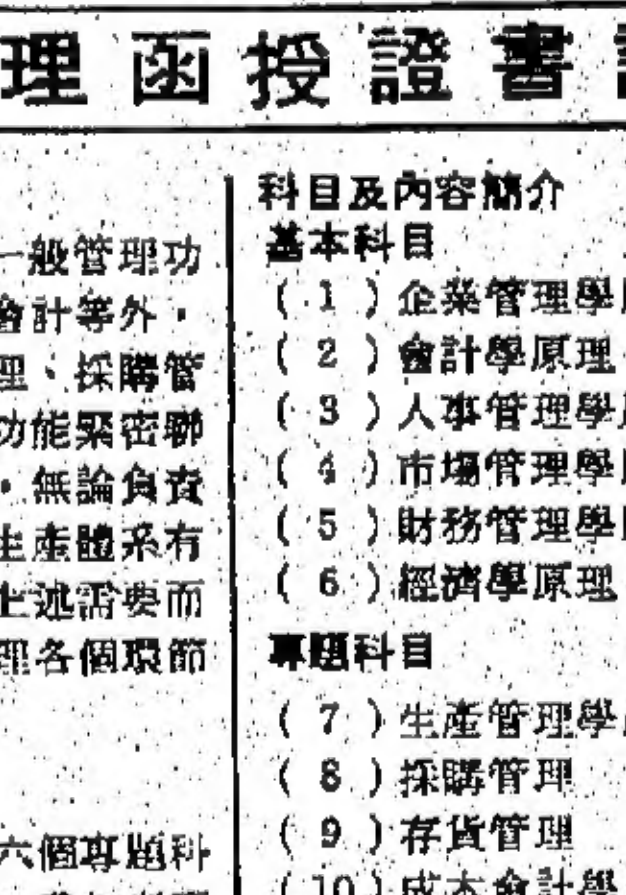 理函授證書
一般管理功
會計等外，
理、採購管
功能緊密聯
，無論負責
生產體系有
上述需要而
理各個環節
六個專題科
科目及內容簡介
基本科目
(1)企業管理學
(2)會計學原理
(3)人事管理學
(4)市場管理學
(5)財務管理學
(6)經濟學原理
專題科目
(7)生產管理學
(8)採購管理
(9)存貨管理
(10)成本會計學